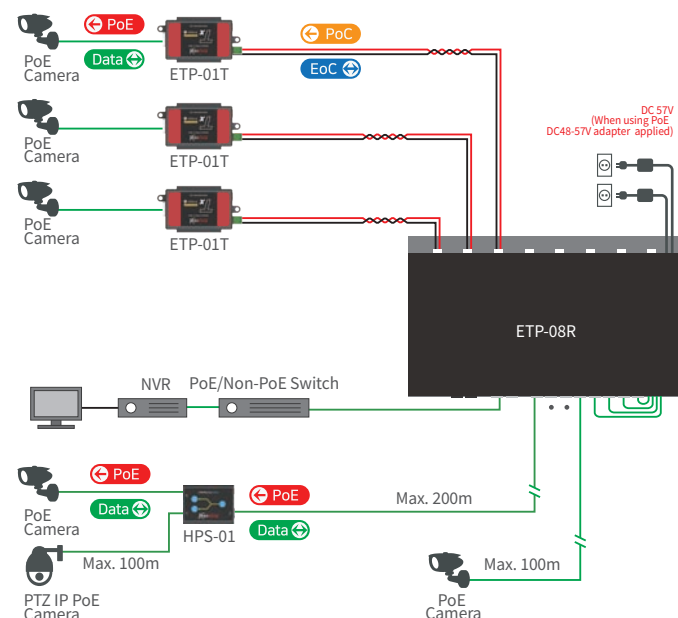 PoE
Data
PoE
Camera
ETP-01T
PoC
EoC
PoE
Camera
ETP-01T
DC 57V
(When using PoE
DC48-57V adapter applied)
PoE
Camera
ETP-01T
ETP-08R
NVR
PoE/Non-PoE Switch
PoE
Data
PoE
Camera
HPS-01
PoE
Data
Max. 200m
Max. 100m
PTZ IP PoE
Camera
Max. 100m
PoE
Camera